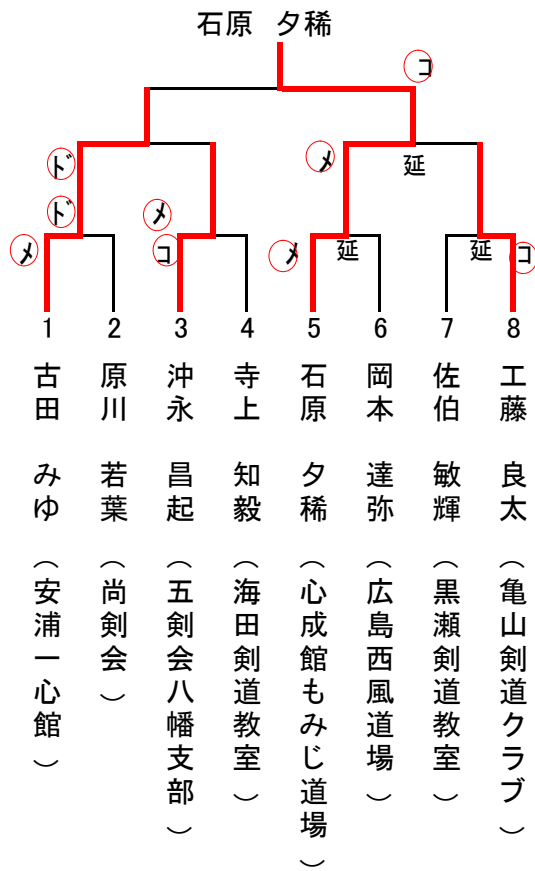 石原 夕稀
コ
ド
メ
延
ド
メ
メ
コ
メ
延
延
コ
1 2 3 4 5 6 7 8
古田 みゆ (安浦一心館)
原川 若葉 (尚剣会)
沖永 昌起 (五剣会八幡支部)
寺上 知毅 (海田剣道教室)
石原 夕稀 (心成館もみじ道場)
岡本 達弥 (広島西風道場)
佐伯 敏輝 (黒瀬剣道教室)
工藤 良太 (亀山剣道クラブ)